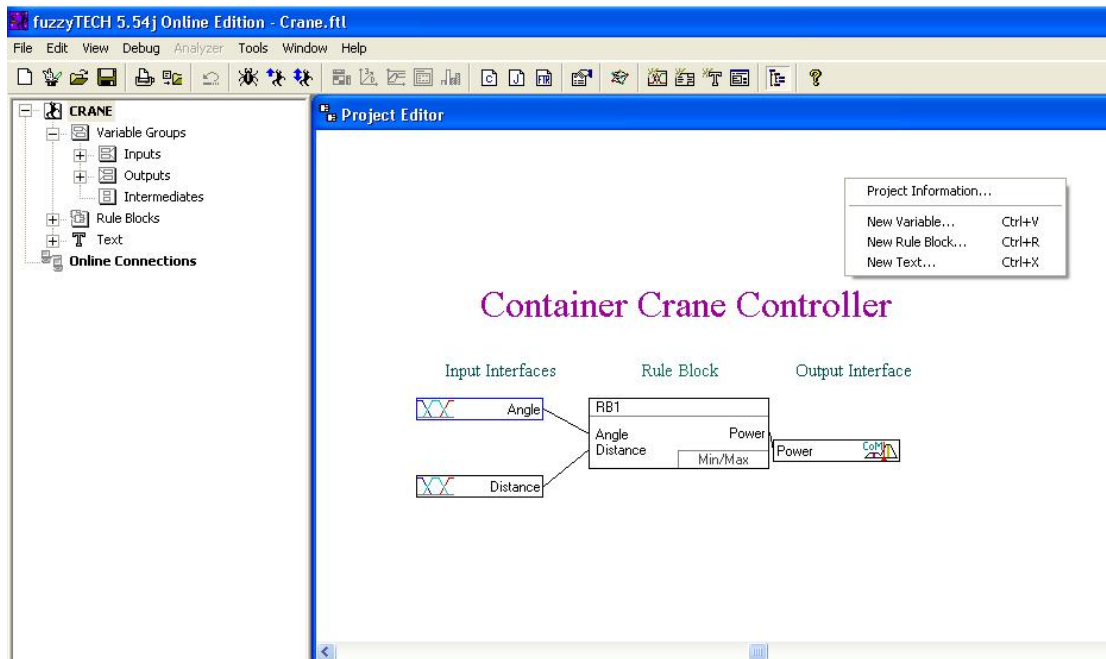 fuzzyTECH 5.54j Online Edition - Crane.ftl
File Edit View Debug Analyzer Tools Window Help
C J FTR
CRANE
Variable Groups
Inputs
Outputs
Intermediates
Rule Blocks
T Text
Online Connections
Project Editor
Project Information...
New Variable... Ctrl+V
New Rule Block... Ctrl+R
New Text... Ctrl+X
Container Crane Controller
Input Interfaces
Rule Block
Output Interface
Angle
Distance
RB1
Angle
Distance
Power
Min/Max
Power
CoM